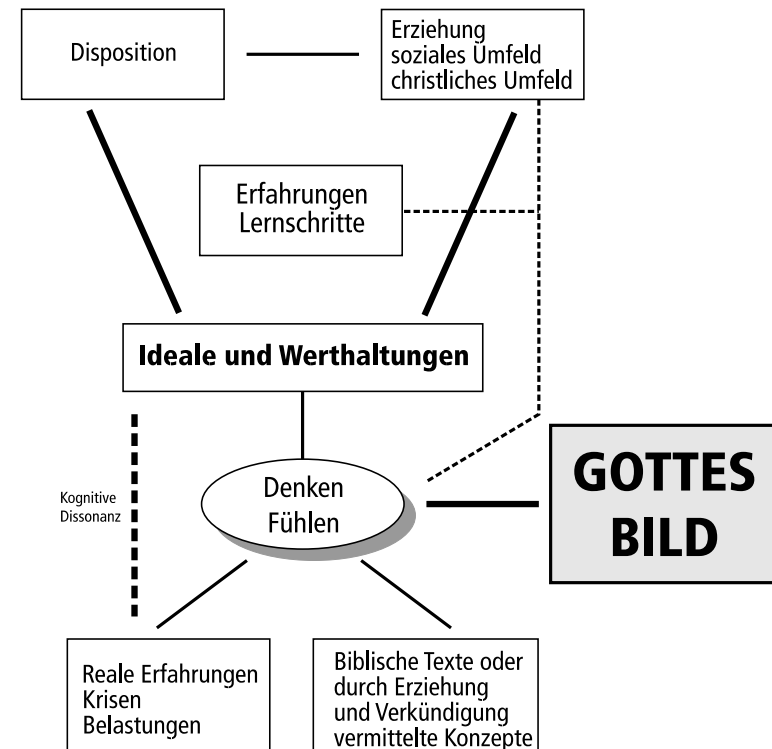 Disposition
Erziehung
soziales Umfeld
christliches Umfeld
Erfahrungen
Lernschritte
Ideale und Werthaltungen
Kognitive
Dissonanz
Denken
Fühlen
GOTTES
BILD
Reale Erfahrungen
Krisen
Belastungen
Biblische Texte oder
durch Erziehung
und Verkündigung
vermittelte Konzepte